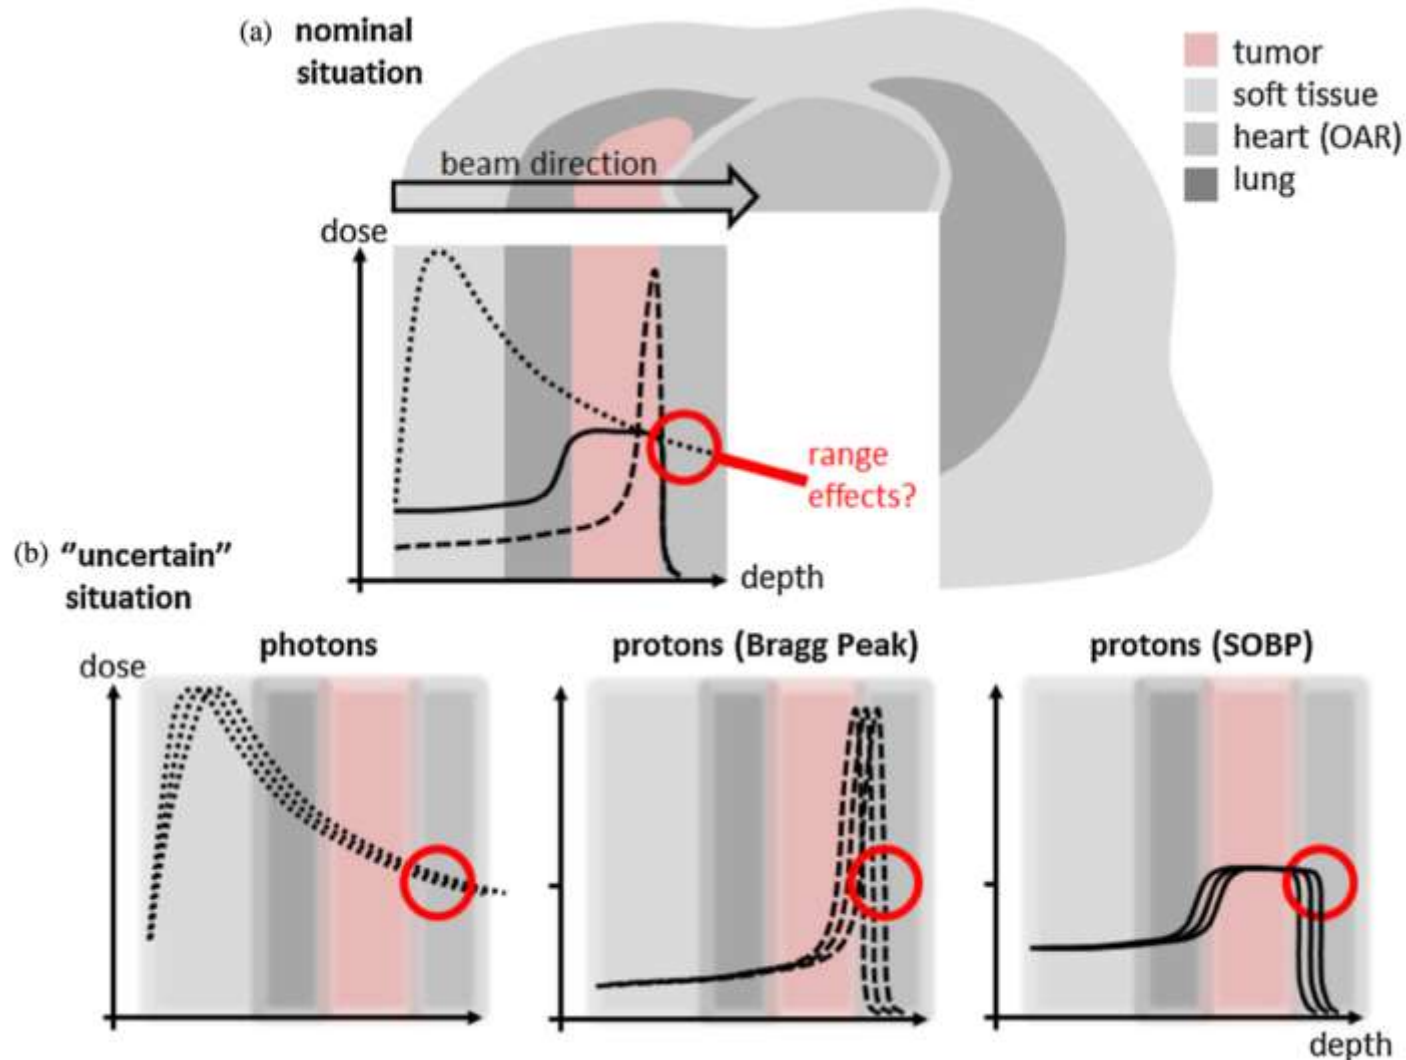 (a) nominal
situation
tumor
soft tissue
heart (OAR)
lung
beam direction
dose
range
effects?
depth
(b) "uncertain"
situation
photons
protons (Bragg Peak)
protons (SOBP)
dose
depth